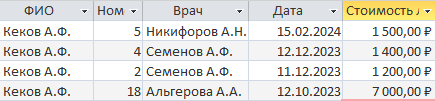 ФИО Ном Врач Дата Стоимость л
Кеков А.Ф. 5 Никифоров А.Н. 15.02.2024 1 500,00 ₽
Кеков А.Ф. 4 Семенов А.Ф. 12.12.2023 1 400,00 ₽
Кеков А.Ф. 2 Семенов А.Ф. 11.12.2023 1 200,00 ₽
Кеков А.Ф. 18 Альгерова А.А. 12.10.2023 7 000,00 ₽